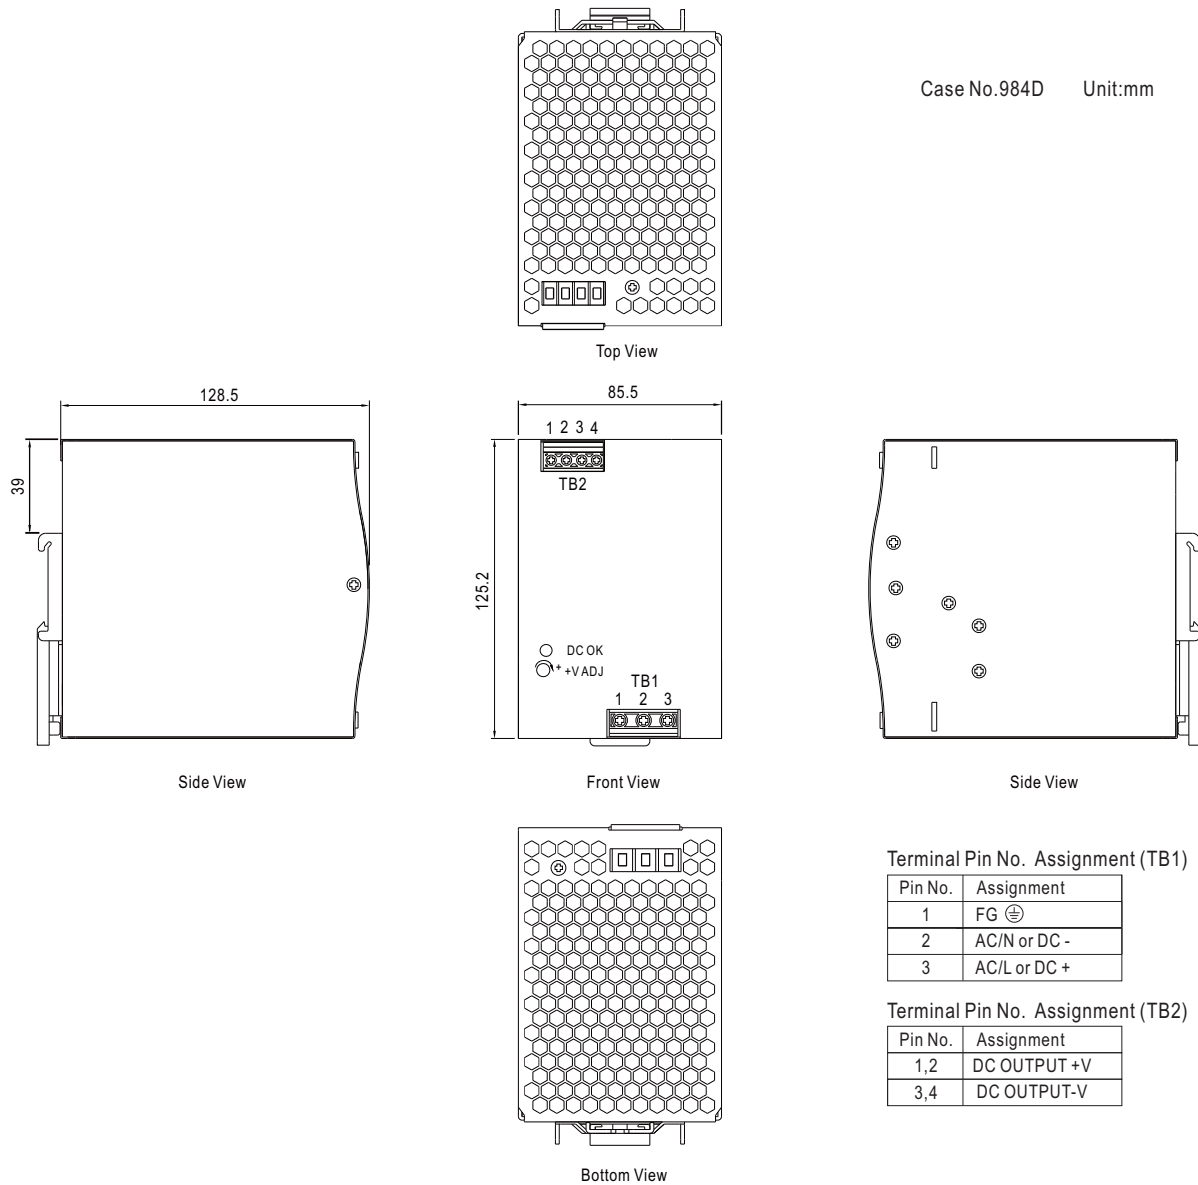 Case No.984D Unit:mm
Top View
128.5
85.5
39
1 2 3 4
TB2
125.2
DC OK
+ +V ADJ
TB1
1 2 3
Side View
Front View
Side View
Terminal Pin No. Assignment (TB1)
Pin No. Assignment
1 FG
2 AC/N or DC -
3 AC/L or DC +
Terminal Pin No. Assignment (TB2)
Pin No. Assignment
1,2 DC OUTPUT +V
3,4 DC OUTPUT-V
Bottom View